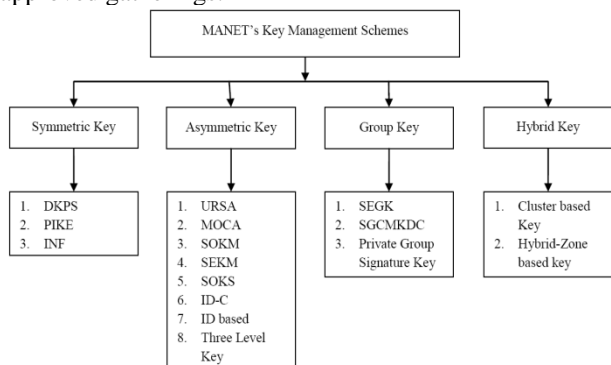 MANET's Key Management Schemes
Symmetric Key
Asymmetric Key
Group Key
Hybrid Key
1. DKPS
2. PIKE
3. INF
1. URSA
2. MOCA
3. SOKM
4. SEKM
5. SOKS
6. ID-C
7. ID based
8. Three Level
Key
1. SEGK
2. SGCMKDC
3. Private Group
Signature Key
1. Cluster based
Key
2. Hybrid-Zone
based key